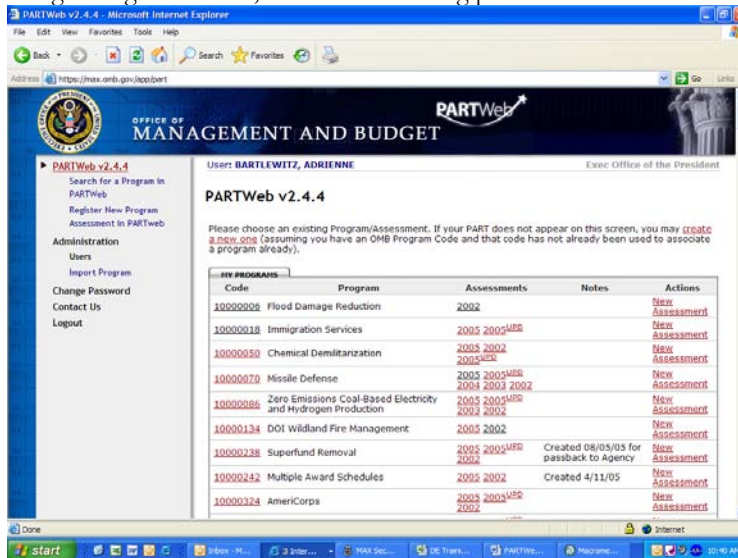 PARTWeb v2.4.4 - Microsoft Internet Explorer
File Edit View Favorites Tools Help
Back Search Favorites
Address https://max.omb.gov/app/part Go Links
OFFICE OF
MANAGEMENT AND BUDGET
PARTWeb
PARTWeb v2.4.4
Search for a Program in
PARTWeb
Register New Program
Assessment in PARTweb
Administration
Users
Import Program
Change Password
Contact Us
Logout
User: BARTLEWITZ, ADRIENNE Exec Office of the President
PARTWeb v2.4.4
Please choose an existing Program/Assessment. If your PART does not appear on this screen, you may create
a new one (assuming you have an OMB Program Code and that code has not already been used to associate
a program already).
MY PROGRAMS
Code Program Assessments Notes Actions
10000006 Flood Damage Reduction 2002 New
Assessment
10000018 Immigration Services 2005 2005UPD New
Assessment
10000050 Chemical Demilitarization 2005 2002
2005UPD New
Assessment
10000070 Missile Defense 2005 2005UPD
2004 2003 2002 New
Assessment
10000086 Zero Emissions Coal-Based Electricity
and Hydrogen Production 2005 2005UPD
2003 2002 New
Assessment
10000134 DOI Wildland Fire Management 2005 2002 New
Assessment
10000238 Superfund Removal 2005 2005UPD
2002 Created 08/05/05 for
passback to Agency New
Assessment
10000242 Multiple Award Schedules 2005 2002 Created 4/11/05 New
Assessment
10000324 AmeriCorps 2005 2005UPD
2002 New
Assessment
Done Internet
start Inbox - M... 3 Inter... MAX Sec... DE Tran... PARTWe... Macrome... 10:40 AM